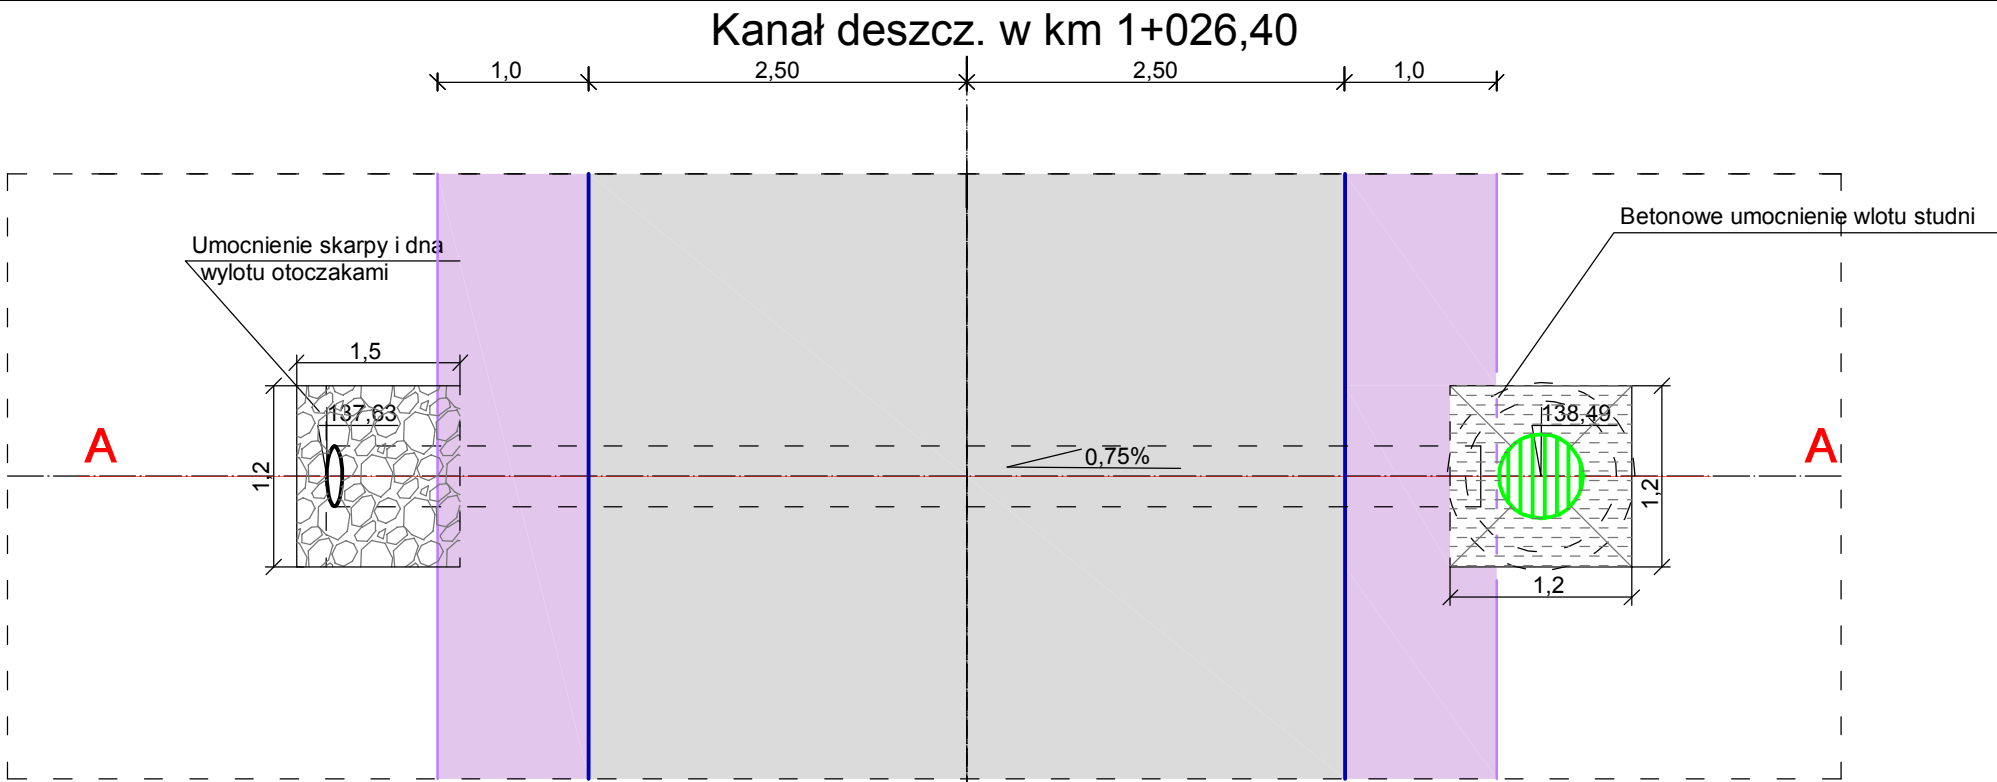 Kanał deszcz. w km 1+026,40
1,0
2,50
2,50
1,0
Betonowe umocnienie wlotu studni
Umocnienie skarpy i dna
wylotu otoczakami
1,5
137,63
138,49
A
A
0,75%
1,2
1,2
1,2